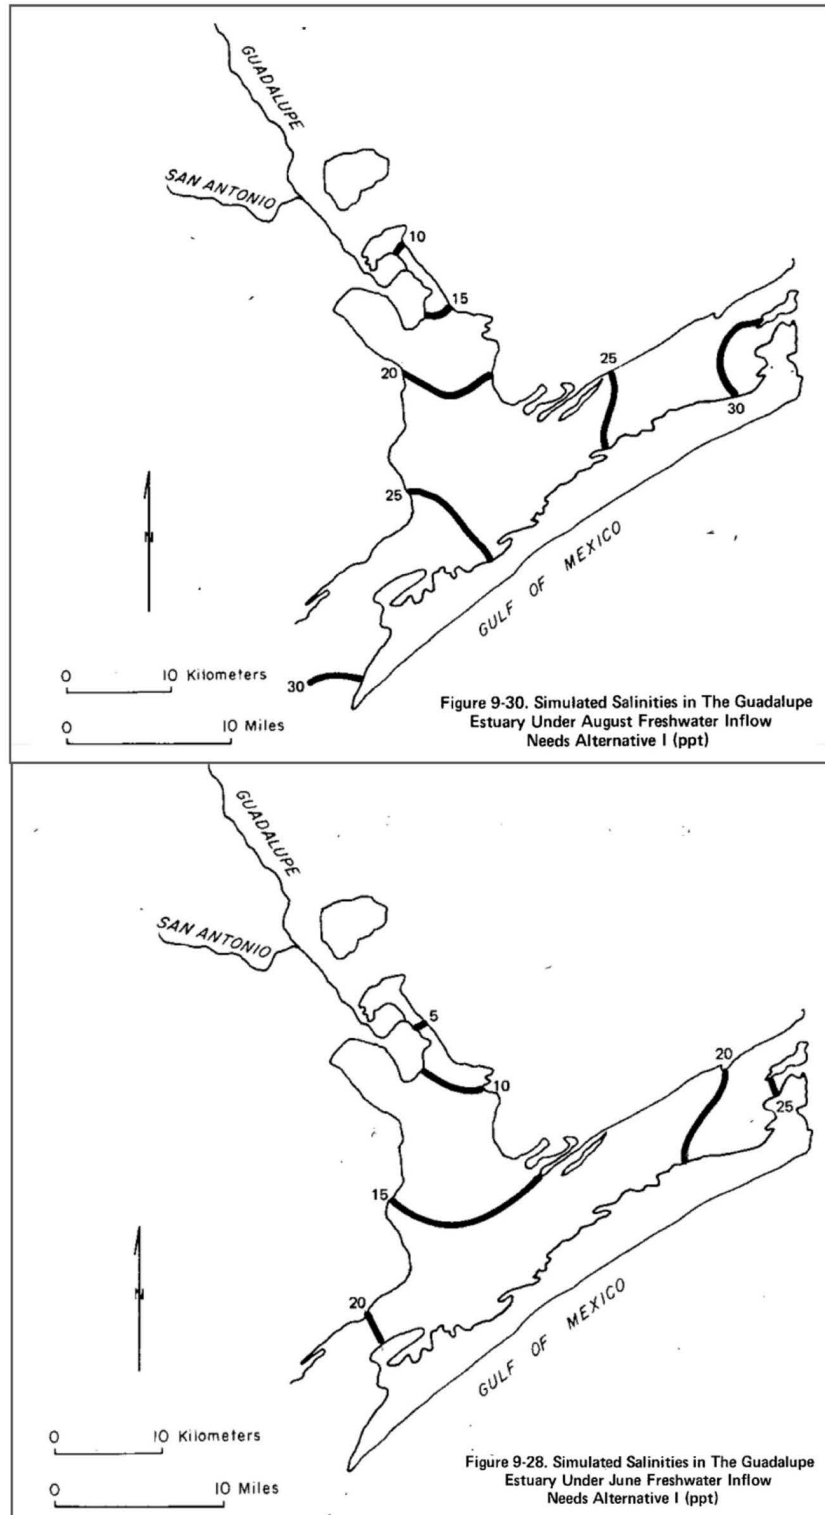 GUADALUPE
SAN ANTONIO
10
15
20
25
30
25
N
GULF OF MEXICO
30
0 10 Kilometers
0 10 Miles
Figure 9-30. Simulated Salinities in The Guadalupe
Estuary Under August Freshwater Inflow
Needs Alternative I (ppt)
GUADALUPE
SAN ANTONIO
5
10
20
25
15
20
N
GULF OF MEXICO
0 10 Kilometers
0 10 Miles
Figure 9-28. Simulated Salinities in The Guadalupe
Estuary Under June Freshwater Inflow
Needs Alternative I (ppt)